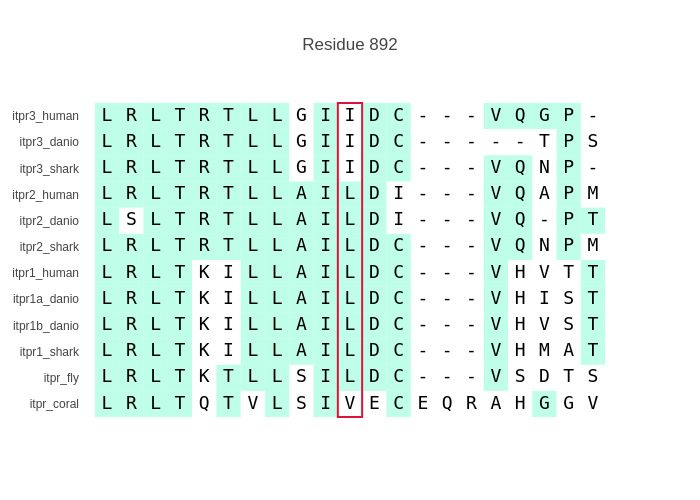 Residue 892
itpr3_human L R L T R T L L G I I D C - - - V Q G P -
itpr3_danio L R L T R T L L G I I D C - - - - - T P S
itpr3_shark L R L T R T L L G I I D C - - - V Q N P -
itpr2_human L R L T R T L L A I L D I - - - V Q A P M
itpr2_danio L S L T R T L L A I L D I - - - V Q - P T
itpr2_shark L R L T R T L L A I L D C - - - V Q N P M
itpr1_human L R L T K I L L A I L D C - - - V H V T T
itpr1a_danio L R L T K I L L A I L D C - - - V H I S T
itpr1b_danio L R L T K I L L A I L D C - - - V H V S T
itpr1_shark L R L T K I L L A I L D C - - - V H M A T
itpr_fly L R L T K T L L S I L D C - - - V S D T S
itpr_coral L R L T Q T V L S I V E C E Q R A H G G V